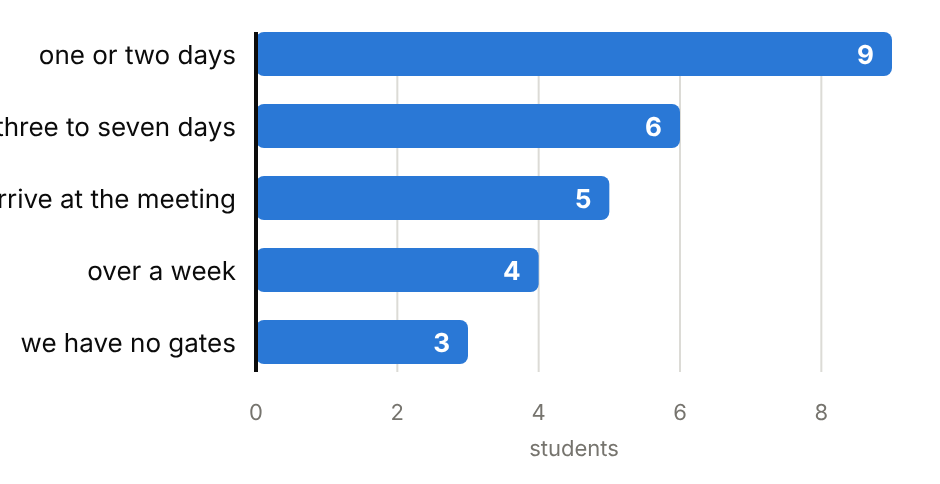 one or two days
9
three to seven days
6
at the meeting
5
over a week
4
we have no gates
3
0 2 4 6 8
students